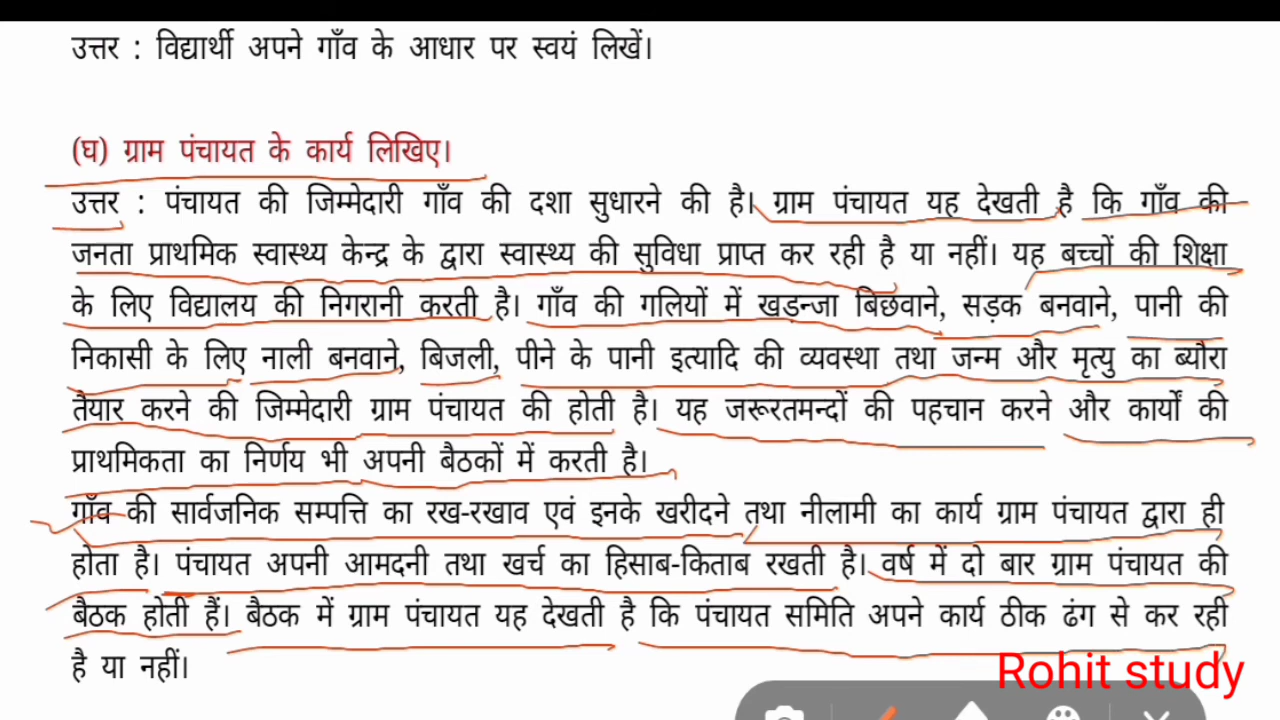 उत्तर : विद्यार्थी अपने गाँव के आधार पर स्वयं लिखें।
(घ) ग्राम पंचायत के कार्य लिखिए।
उत्तर : पंचायत की जिम्मेदारी गाँव की दशा सुधारने की है। ग्राम पंचायत यह देखती है कि गाँव की
जनता प्राथमिक स्वास्थ्य केन्द्र के द्वारा स्वास्थ्य की सुविधा प्राप्त कर रही है या नहीं। यह बच्चों की शिक्षा
के लिए विद्यालय की निगरानी करती है। गाँव की गलियों में खड़न्जा बिछवाने, सड़क बनवाने, पानी की
निकासी के लिए नाली बनवाने, बिजली, पीने के पानी इत्यादि की व्यवस्था तथा जन्म और मृत्यु का ब्यौरा
तैयार करने की जिम्मेदारी ग्राम पंचायत की होती है। यह जरूरतमन्दों की पहचान करने और कार्यों की
प्राथमिकता का निर्णय भी अपनी बैठकों में करती है।
गाँव की सार्वजनिक सम्पत्ति का रख-रखाव एवं इनके खरीदने तथा नीलामी का कार्य ग्राम पंचायत द्वारा ही
होता है। पंचायत अपनी आमदनी तथा खर्च का हिसाब-किताब रखती है। वर्ष में दो बार ग्राम पंचायत की
बैठक होती हैं। बैठक में ग्राम पंचायत यह देखती है कि पंचायत समिति अपने कार्य ठीक ढंग से कर रही
है या नहीं।
Rohit study